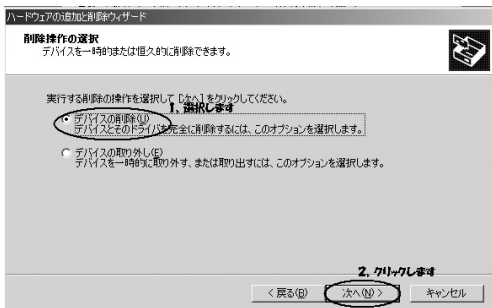 ハードウェアの追加と削除ウィザード
削除操作の選択
デバイスを一時的または恒久的に削除できます。
実行する削除の操作を選択して [次へ] をクリックしてください。
1、選択します
デバイスの削除(U)
デバイスとそのドライバを完全に削除するには、このオプションを選択します。
デバイスの取り外し(E)
デバイスを一時的に取り外す、または取り出すには、このオプションを選択します。
2、クリックします
< 戻る(B)
次へ(N) >
キャンセル